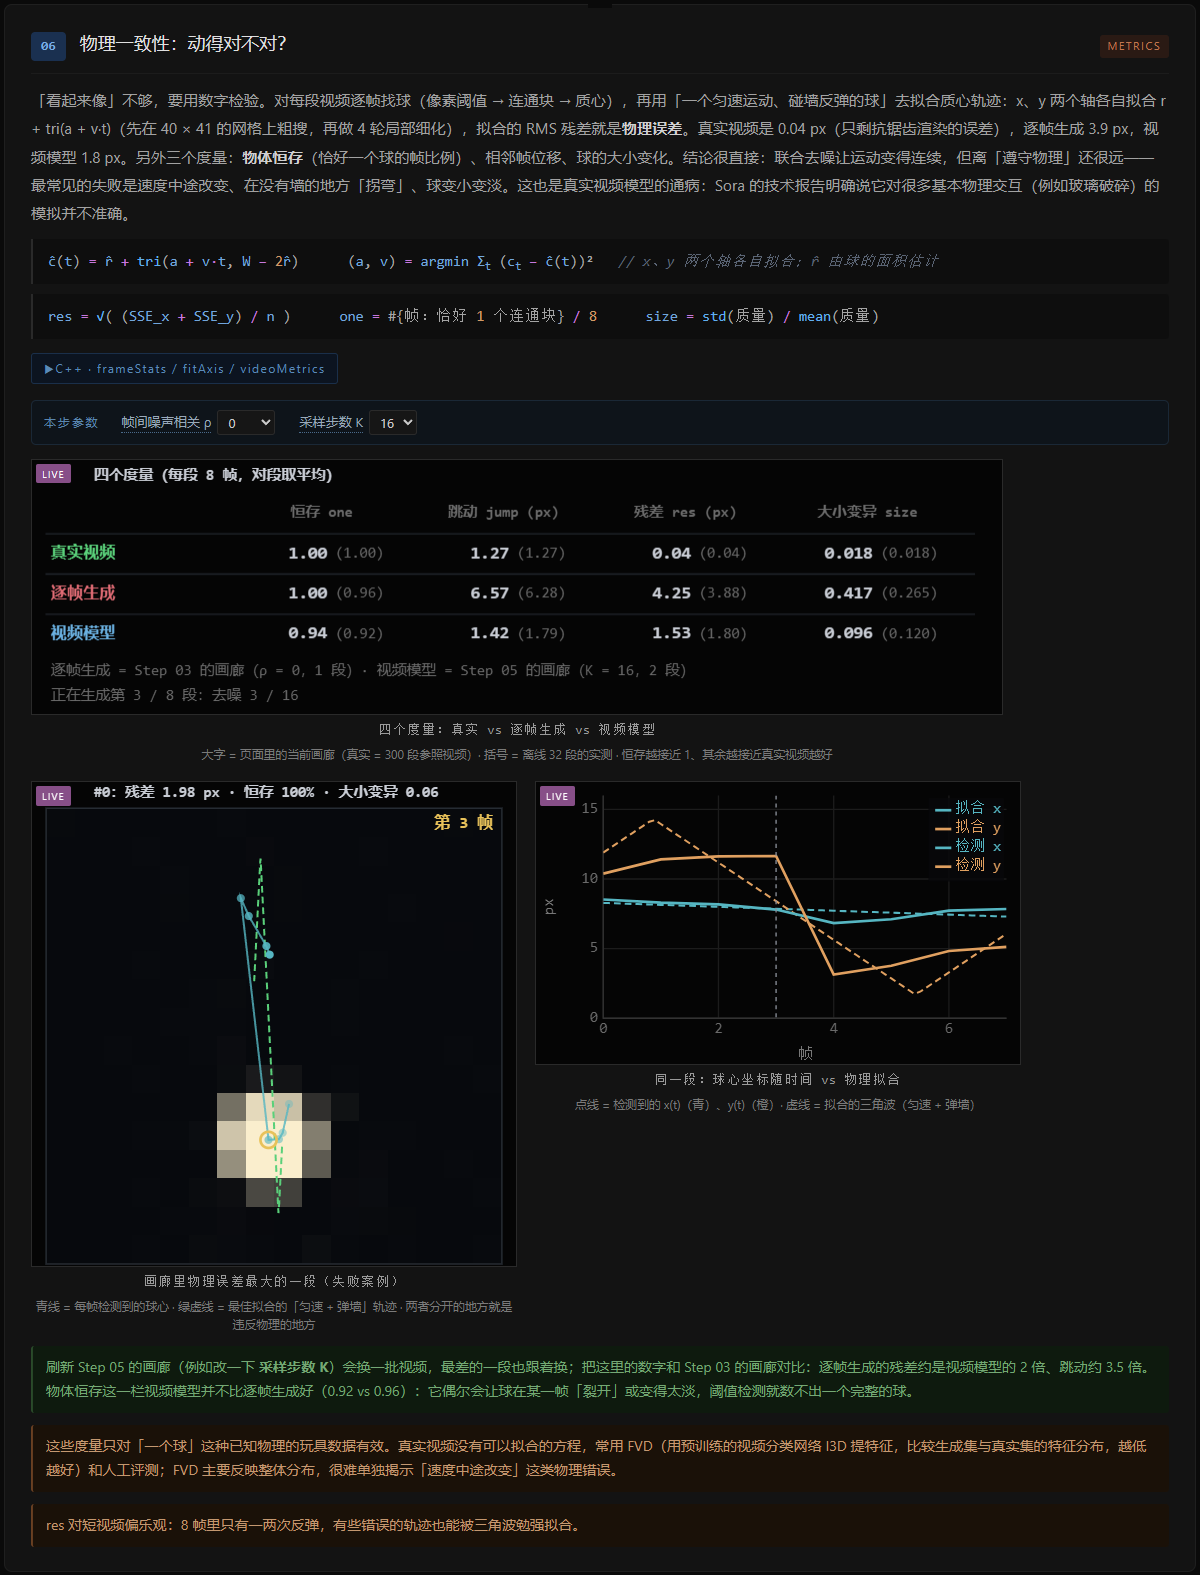 06 物理一致性：动得对不对？ METRICS
「看起来像」不够，要用数字检验。对每段视频逐帧找球（像素阈值 → 连通块 → 质心），再用「一个匀速运动、碰墙反弹的球」去拟合质心轨迹：x、y 两个轴各自拟合 r
+ tri(a + v·t)（先在 40 × 41 的网格上粗搜，再做 4 轮局部细化），拟合的 RMS 残差就是物理误差。真实视频是 0.04 px（只剩抗锯齿渲染的误差），逐帧生成 3.9 px，视
频模型 1.8 px。另外三个度量：物体恒存（恰好一个球的帧比例）、相邻帧位移、球的大小变化。结论很直接：联合去噪让运动变得连续，但离「遵守物理」还很远——
最常见的失败是速度中途改变、在没有墙的地方「拐弯」、球变小变淡。这也是真实视频模型的通病：Sora 的技术报告明确说它对很多基本物理交互（例如玻璃破碎）的
模拟并不准确。
ĉ(t) = r̂ + tri(a + v·t, W − 2r̂) (a, v) = argmin Σt (ct − ĉ(t))² // x、y 两个轴各自拟合；r̂ 由球的面积估计
res = √( (SSE_x + SSE_y) / n ) one = #{帧：恰好 1 个连通块} / 8 size = std(质量) / mean(质量)
▶C++ · frameStats / fitAxis / videoMetrics
本步参数 帧间噪声相关 ρ 0 采样步数 K 16
LIVE 四个度量（每段 8 帧，对段取平均）
恒存 one 跳动 jump (px) 残差 res (px) 大小变异 size
真实视频 1.00 (1.00) 1.27 (1.27) 0.04 (0.04) 0.018 (0.018)
逐帧生成 1.00 (0.96) 6.57 (6.28) 4.25 (3.88) 0.417 (0.265)
视频模型 0.94 (0.92) 1.42 (1.79) 1.53 (1.80) 0.096 (0.120)
逐帧生成 = Step 03 的画廊（ρ = 0，1 段）· 视频模型 = Step 05 的画廊（K = 16，2 段）
正在生成第 3 / 8 段：去噪 3 / 16
四个度量：真实 vs 逐帧生成 vs 视频模型
大字 = 页面里的当前画廊（真实 = 300 段参照视频）· 括号 = 离线 32 段的实测 · 恒存越接近 1、其余越接近真实视频越好
LIVE #0：残差 1.98 px · 恒存 100% · 大小变异 0.06
第 3 帧
画廊里物理误差最大的一段（失败案例）
青线 = 每帧检测到的球心 · 绿虚线 = 最佳拟合的「匀速 + 弹墙」轨迹 · 两者分开的地方就是
违反物理的地方
LIVE
拟合 x
拟合 y
检测 x
检测 y
15
10
5
0
px
0 2 4 6
帧
同一段：球心坐标随时间 vs 物理拟合
点线 = 检测到的 x(t)（青）、y(t)（橙）· 虚线 = 拟合的三角波（匀速 + 弹墙）
刷新 Step 05 的画廊（例如改一下 采样步数 K）会换一批视频，最差的一段也跟着换；把这里的数字和 Step 03 的画廊对比：逐帧生成的残差约是视频模型的 2 倍、跳动约 3.5 倍。
物体恒存这一栏视频模型并不比逐帧生成好（0.92 vs 0.96）：它偶尔会让球在某一帧「裂开」或变得太淡，阈值检测就数不出一个完整的球。
这些度量只对「一个球」这种已知物理的玩具数据有效。真实视频没有可以拟合的方程，常用 FVD（用预训练的视频分类网络 I3D 提特征，比较生成集与真实集的特征分布，越低
越好）和人工评测；FVD 主要反映整体分布，很难单独揭示「速度中途改变」这类物理错误。
res 对短视频偏乐观：8 帧里只有一两次反弹，有些错误的轨迹也能被三角波勉强拟合。